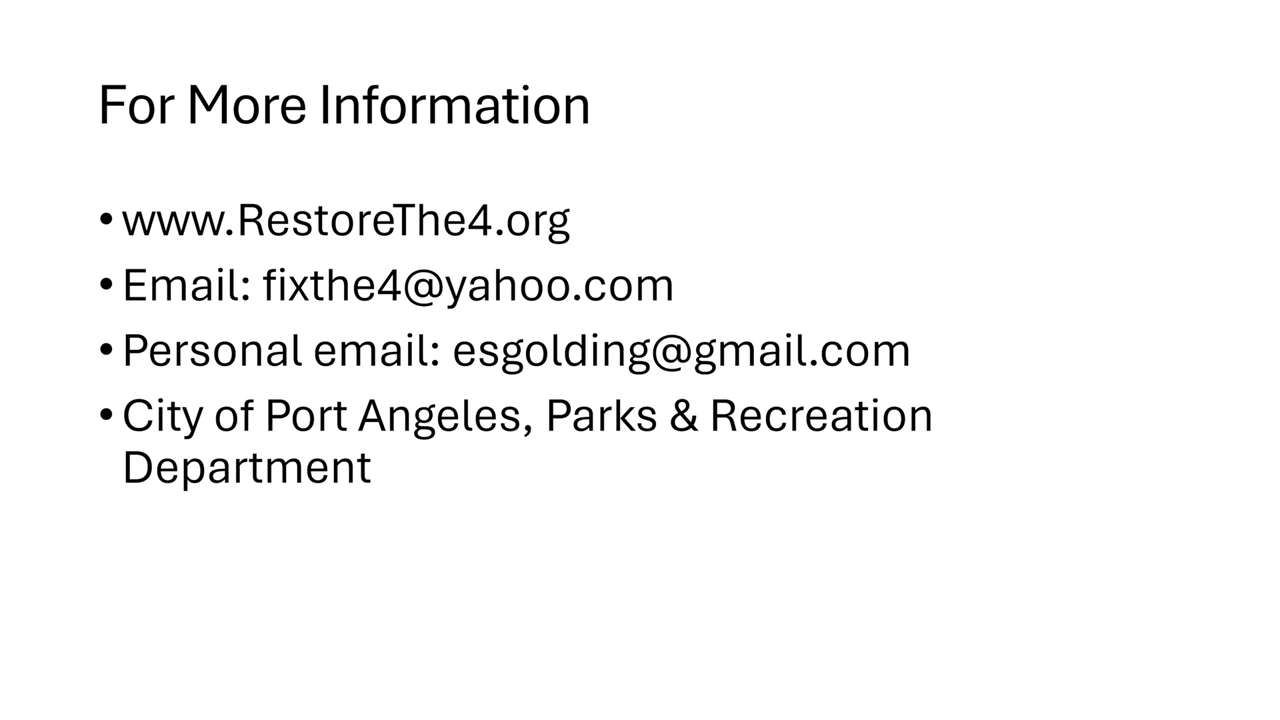 For More Information
• www.RestoreThe4.org
• Email: fixthe4@yahoo.com
• Personal email: esgolding@gmail.com
• City of Port Angeles, Parks & Recreation
Department